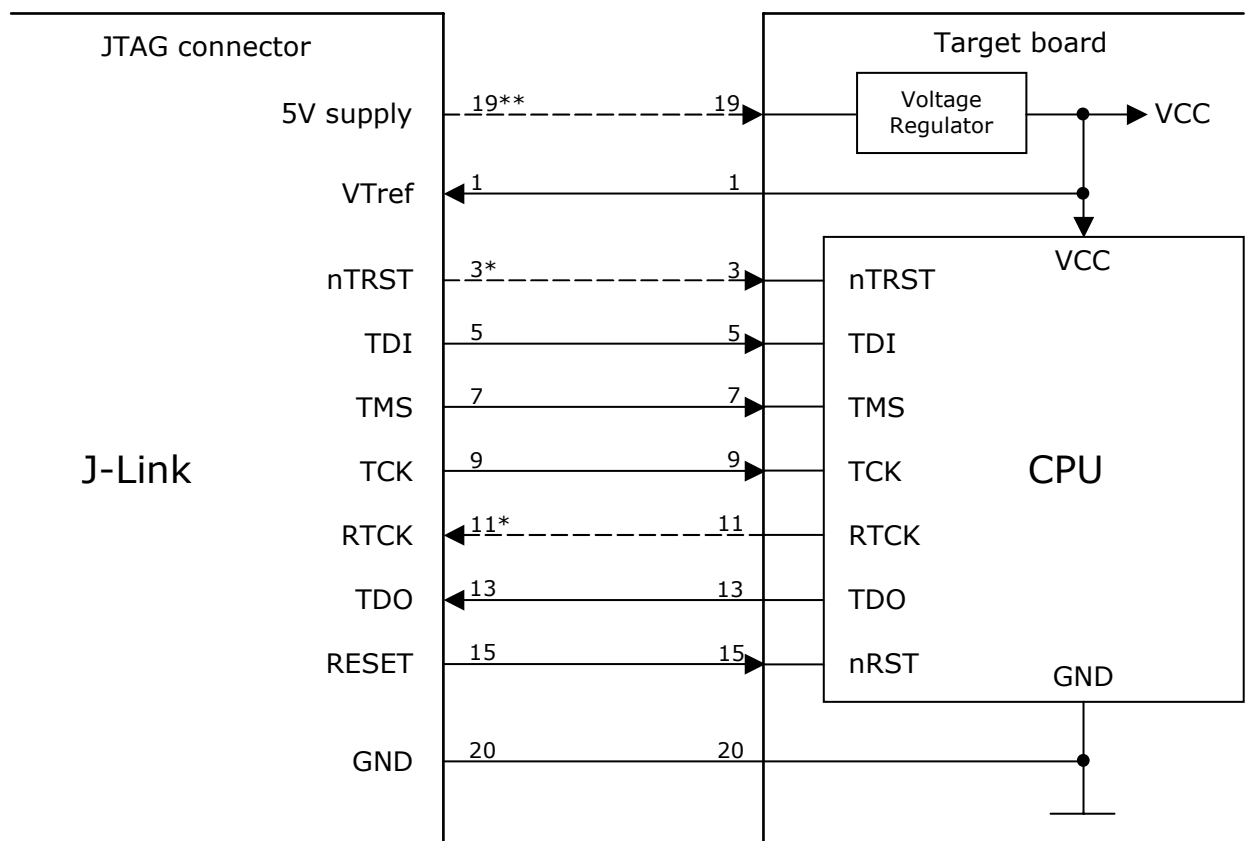 JTAG connector
Target board
5V supply 19** 19 Voltage Regulator VCC
VTref 1 1
VCC
nTRST 3* 3 nTRST
TDI 5 5 TDI
TMS 7 7 TMS
J-Link TCK 9 9 TCK CPU
RTCK 11* 11 RTCK
TDO 13 13 TDO
RESET 15 15 nRST
GND
GND 20 20